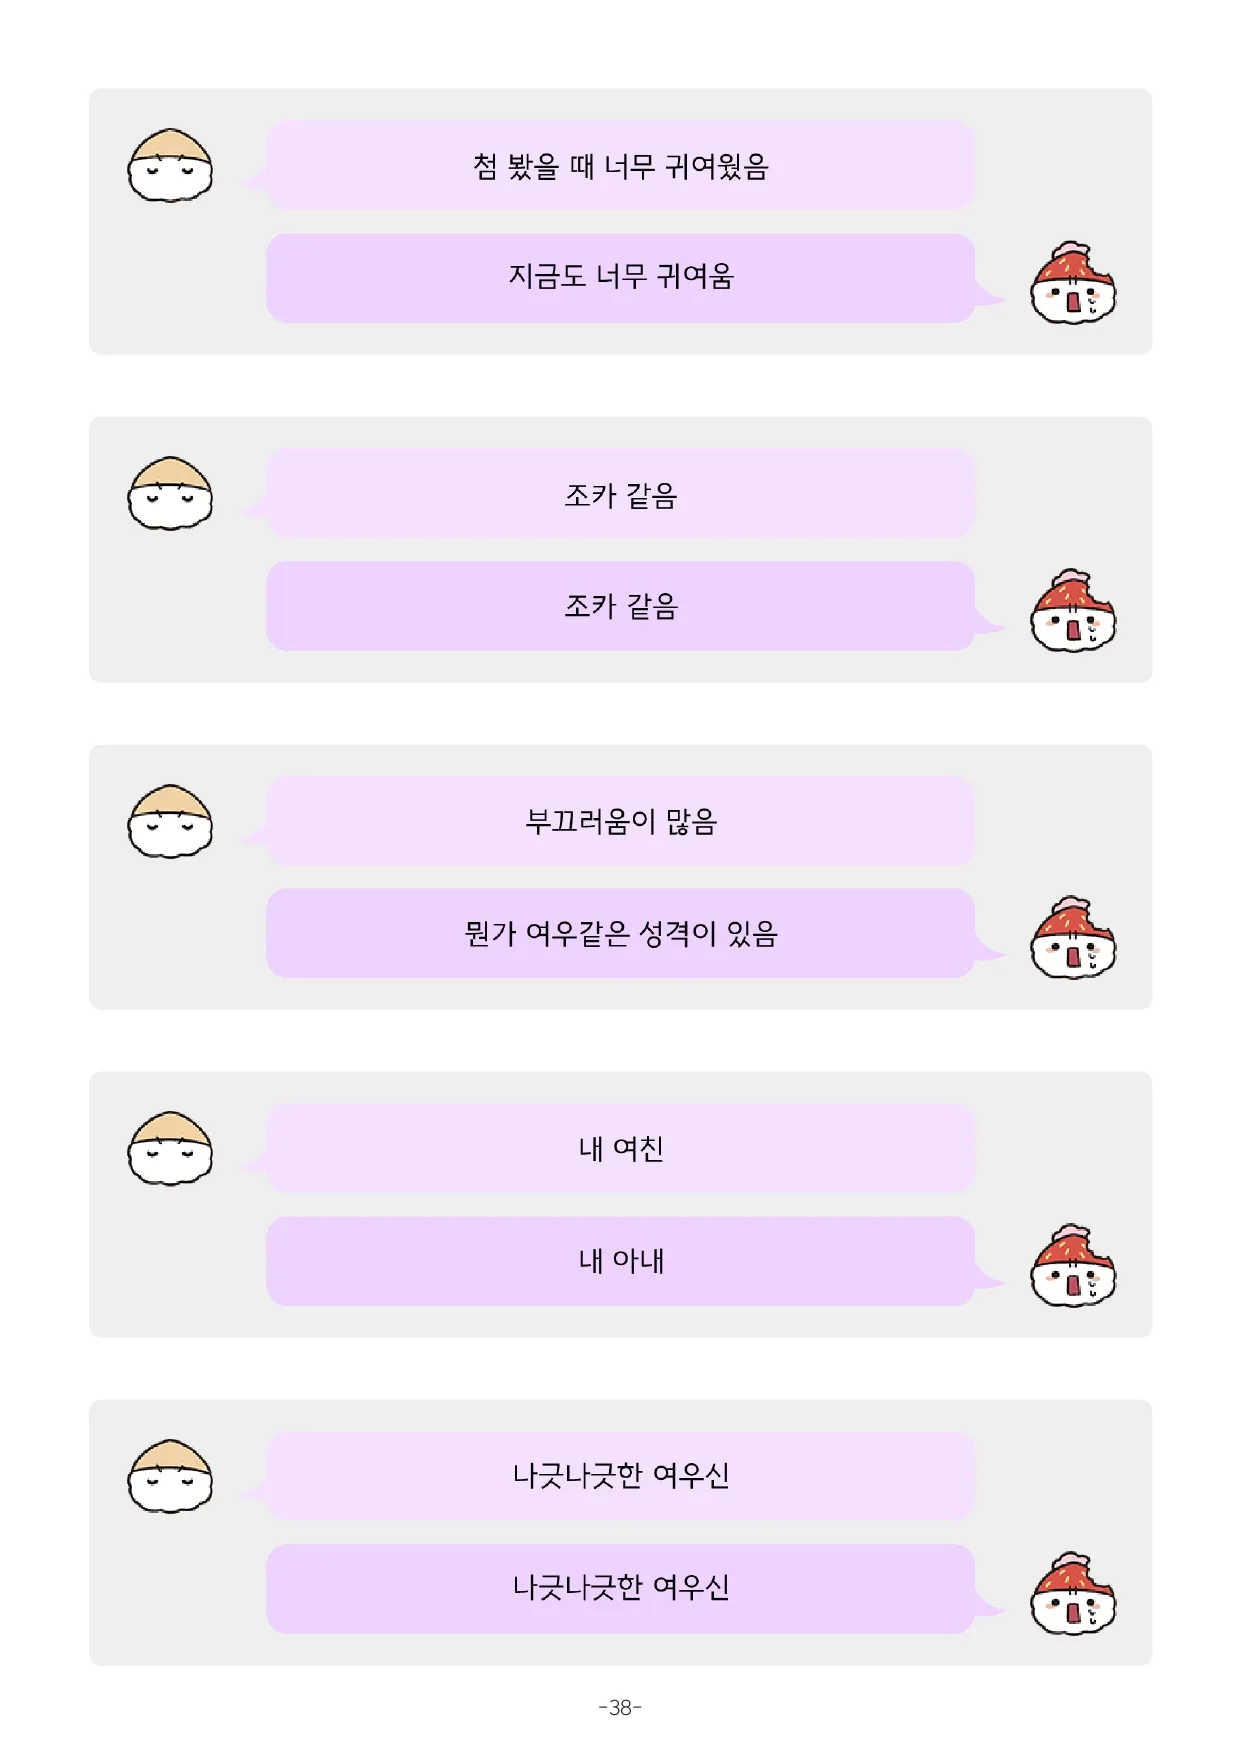 첨 봤을 때 너무 귀여웠음
지금도 너무 귀여움
조카 같음
조카 같음
부끄러움이 많음
뭔가 여우같은 성격이 있음
내 여친
내 아내
나긋나긋한 여우신
나긋나긋한 여우신
-38-